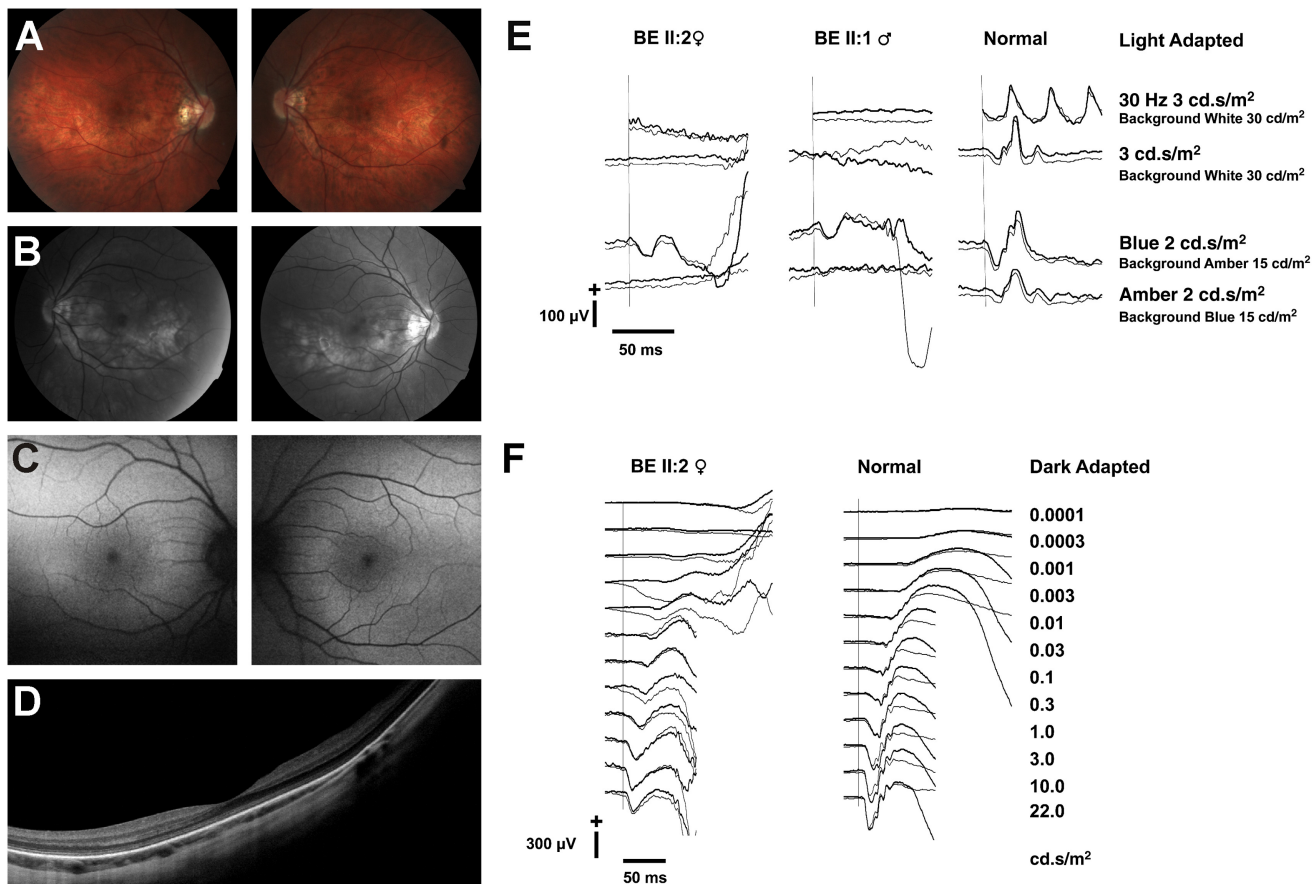 A
B
C
D
E
BE II:2♀
BE II:1 ♂
Normal
Light Adapted
30 Hz 3 cd.s/m²
Background White 30 cd/m²
3 cd.s/m²
Background White 30 cd/m²
Blue 2 cd.s/m²
Background Amber 15 cd/m²
Amber 2 cd.s/m²
Background Blue 15 cd/m²
+
100 µV
50 ms
F
BE II:2 ♀
Normal
Dark Adapted
0.0001
0.0003
0.001
0.003
0.01
0.03
0.1
0.3
1.0
3.0
10.0
22.0
cd.s/m²
+
300 µV
50 ms